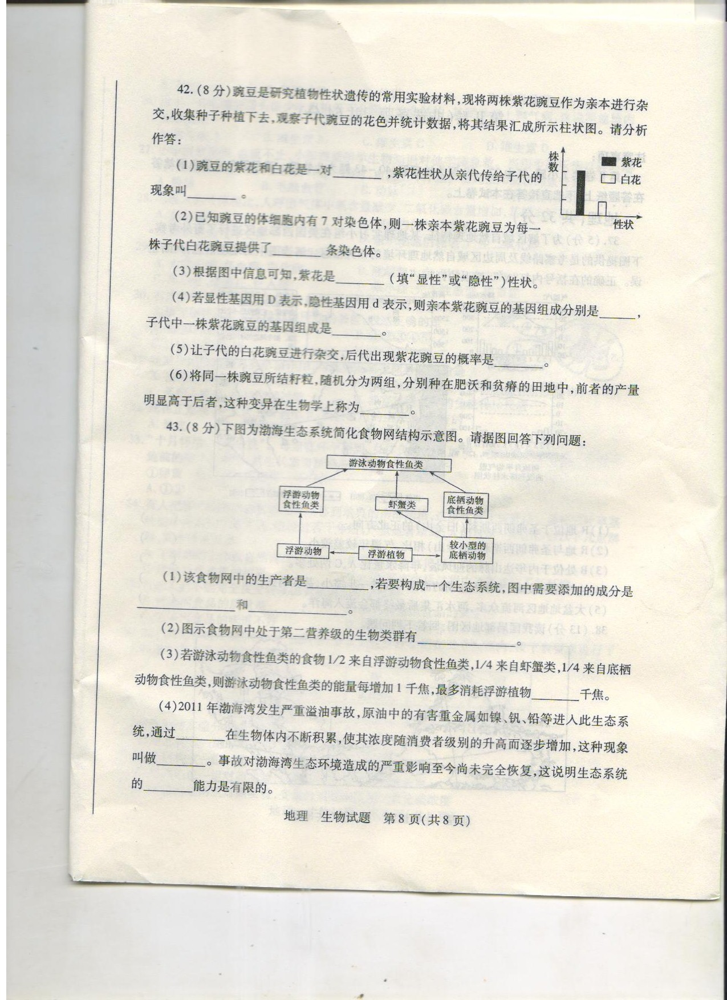 42.(8分)豌豆是研究植物性状遗传的常用实验材料,现将两株紫花豌豆作为亲本进行杂
交,收集种子种植下去,观察子代豌豆的花色并统计数据,将其结果汇成所示柱状图。请分析
作答:
株数
紫花
白花
性状
(1)豌豆的紫花和白花是一对________,紫花性状从亲代传给子代的
现象叫________。
(2)已知豌豆的体细胞内有7对染色体,则一株亲本紫花豌豆为每一
株子代白花豌豆提供了________条染色体。
(3)根据图中信息可知,紫花是________(填“显性”或“隐性”)性状。
(4)若显性基因用D表示,隐性基因用d表示,则亲本紫花豌豆的基因组成分别是______,
子代中一株紫花豌豆的基因组成是________。
(5)让子代的白花豌豆进行杂交,后代出现紫花豌豆的概率是________。
(6)将同一株豌豆所结籽粒,随机分为两组,分别种在肥沃和贫瘠的田地中,前者的产量
明显高于后者,这种变异在生物学上称为________。
43.(8分)下图为渤海生态系统简化食物网结构示意图。请据图回答下列问题:
游泳动物食性鱼类
浮游动物
食性鱼类
虾蟹类
底栖动物
食性鱼类
浮游动物
浮游植物
较小型的
底栖动物
(1)该食物网中的生产者是__________,若要构成一个生态系统,图中需要添加的成分是
________________和________________。
(2)图示食物网中处于第二营养级的生物类群有________________。
(3)若游泳动物食性鱼类的食物1/2来自浮游动物食性鱼类,1/4来自虾蟹类,1/4来自底栖
动物食性鱼类,则游泳动物食性鱼类的能量每增加1千焦,最多消耗浮游植物________千焦。
(4)2011年渤海湾发生严重溢油事故,原油中的有害重金属如镍、钒、铅等进入此生态系
统,通过________在生物体内不断积累,使其浓度随消费者级别的升高而逐步增加,这种现象
叫做________。事故对渤海湾生态环境造成的严重影响至今尚未完全恢复,这说明生态系统
的________能力是有限的。
地理 生物试题 第8页(共8页)